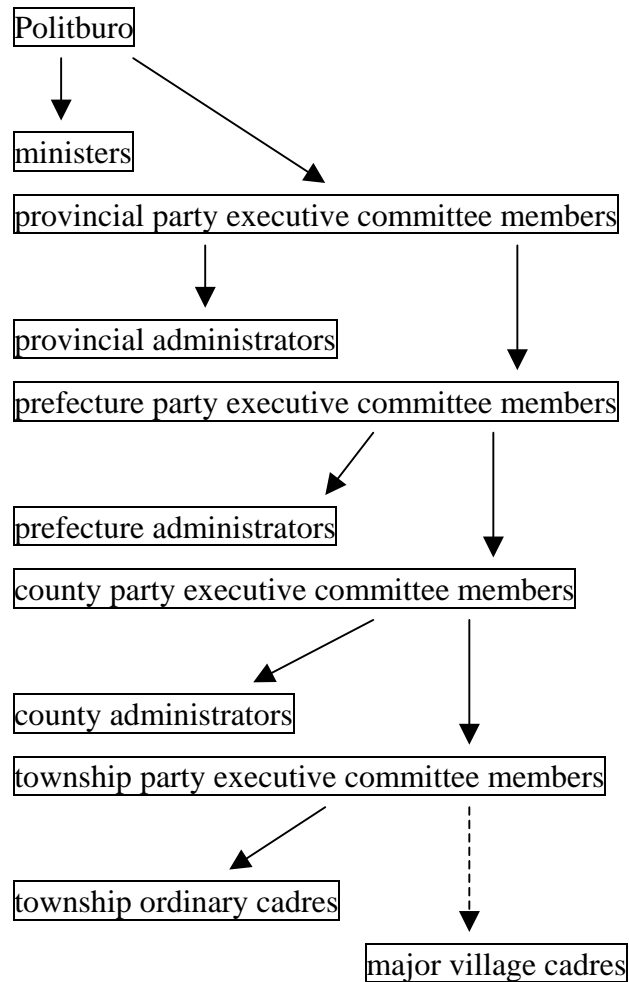 Politburo
ministers
provincial party executive committee members
provincial administrators
prefecture party executive committee members
prefecture administrators
county party executive committee members
county administrators
township party executive committee members
township ordinary cadres
major village cadres